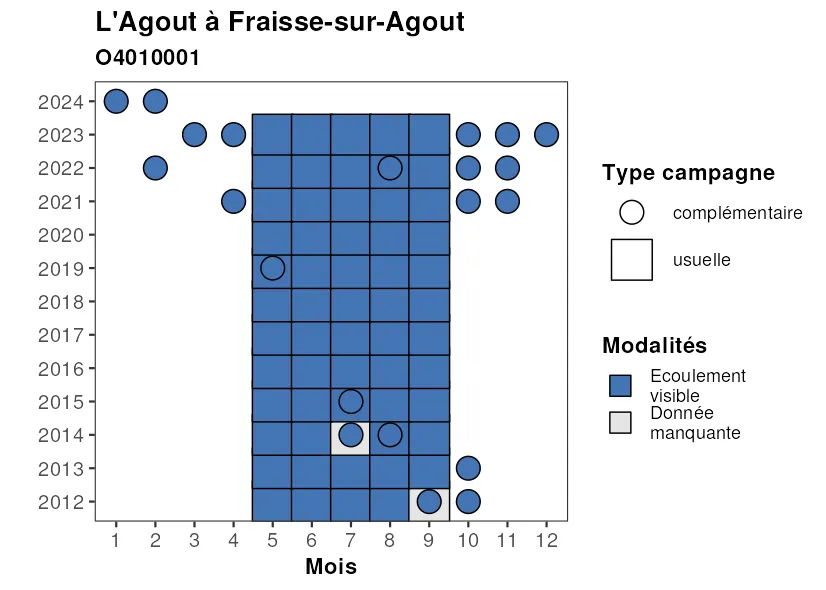 L'Agout à Fraisse-sur-Agout
O4010001
2024
2023
2022
2021
2020
2019
2018
2017
2016
2015
2014
2013
2012
1 2 3 4 5 6 7 8 9 10 11 12
Mois
Type campagne
complémentaire
usuelle
Modalités
Ecoulement
visible
Donnée
manquante